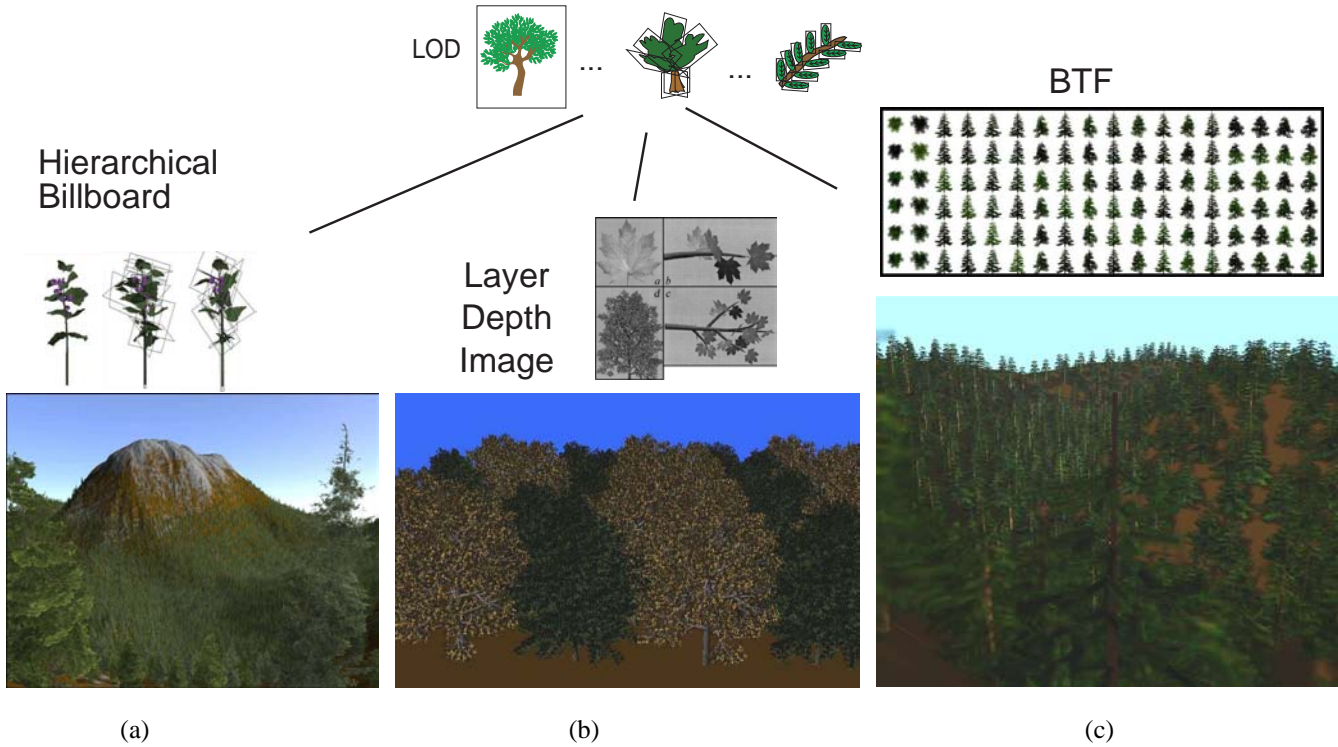 LOD
...
...
BTF
Hierarchical
Billboard
Layer
Depth
Image
a
b
d
c
(a)
(b)
(c)